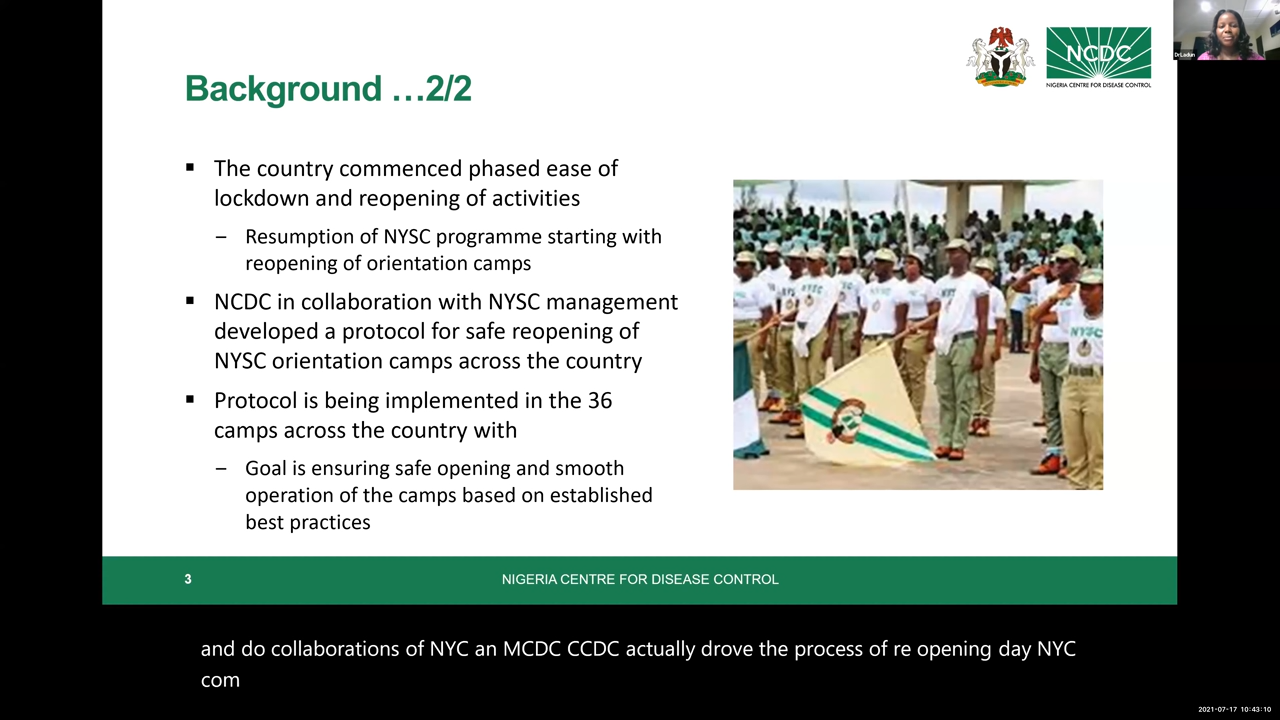 NCDC
NIGERIA CENTRE FOR DISEASE CONTROL
DrLadun
Background …2/2
▪ The country commenced phased ease of
lockdown and reopening of activities
– Resumption of NYSC programme starting with
reopening of orientation camps
▪ NCDC in collaboration with NYSC management
developed a protocol for safe reopening of
NYSC orientation camps across the country
▪ Protocol is being implemented in the 36
camps across the country with
– Goal is ensuring safe opening and smooth
operation of the camps based on established
best practices
NYSC
3
NIGERIA CENTRE FOR DISEASE CONTROL
and do collaborations of NYC an MCDC CCDC actually drove the process of re opening day NYC
com
2021-07-17 10:43:10